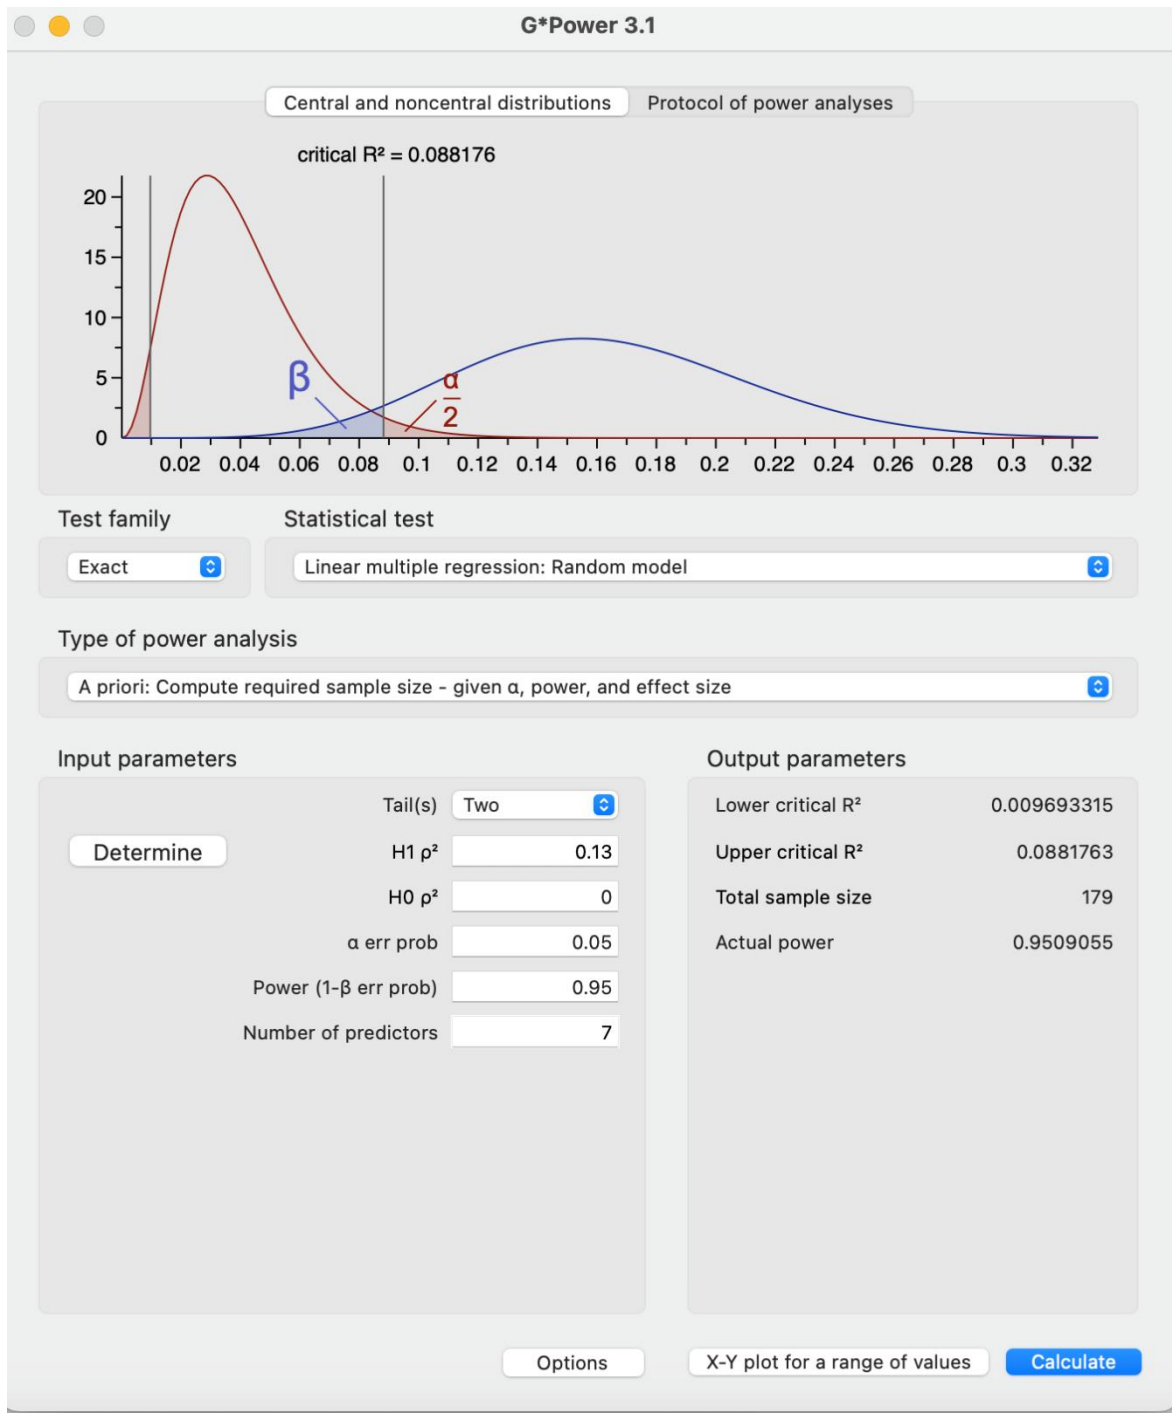 G*Power 3.1
Central and noncentral distributions Protocol of power analyses
critical R² = 0.088176
20
15
10
5
0
β
α
2
0.02 0.04 0.06 0.08 0.1 0.12 0.14 0.16 0.18 0.2 0.22 0.24 0.26 0.28 0.3 0.32
Test family Statistical test
Exact Linear multiple regression: Random model
Type of power analysis
A priori: Compute required sample size - given α, power, and effect size
Input parameters Output parameters
Tail(s) Two Lower critical R² 0.009693315
Determine H1 ρ² 0.13 Upper critical R² 0.0881763
H0 ρ² 0 Total sample size 179
α err prob 0.05 Actual power 0.9509055
Power (1-β err prob) 0.95
Number of predictors 7
Options X-Y plot for a range of values Calculate